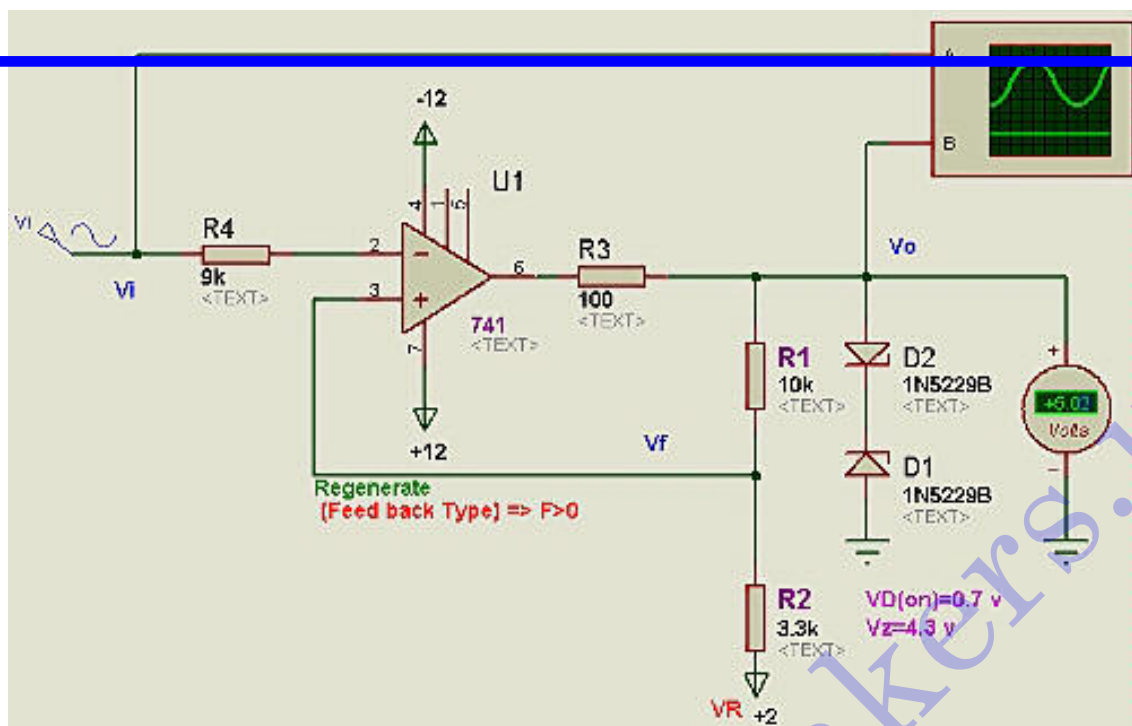 -12
U1
4
1
5
Vi
R4
9k
<TEXT>
Vi
2
3
6
7
741
<TEXT>
R3
100
<TEXT>
Vo
B
R1
10k
<TEXT>
D2
1N5229B
<TEXT>
Volts
+12
Vf
Regenerate
(Feed back Type) => F>0
D1
1N5229B
<TEXT>
R2
3.3k
<TEXT>
VD(on)=0.7 v
Vz=4.3 v
VR +2